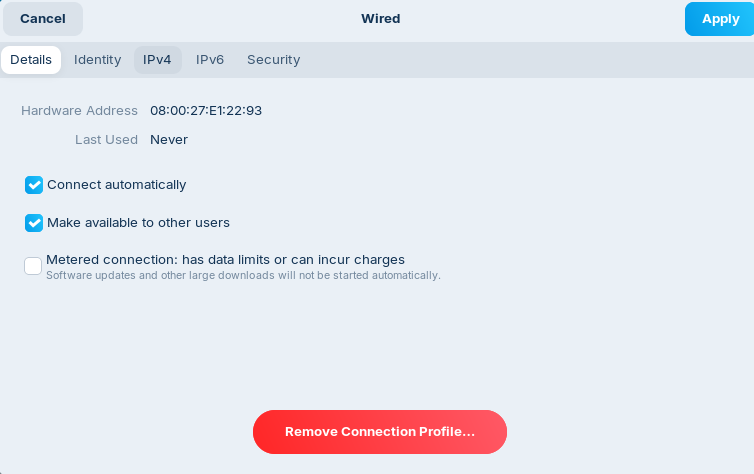 Cancel Wired Apply
Details Identity IPv4 IPv6 Security
Hardware Address 08:00:27:E1:22:93
Last Used Never
Connect automatically
Make available to other users
Metered connection: has data limits or can incur charges
Software updates and other large downloads will not be started automatically.
Remove Connection Profile...